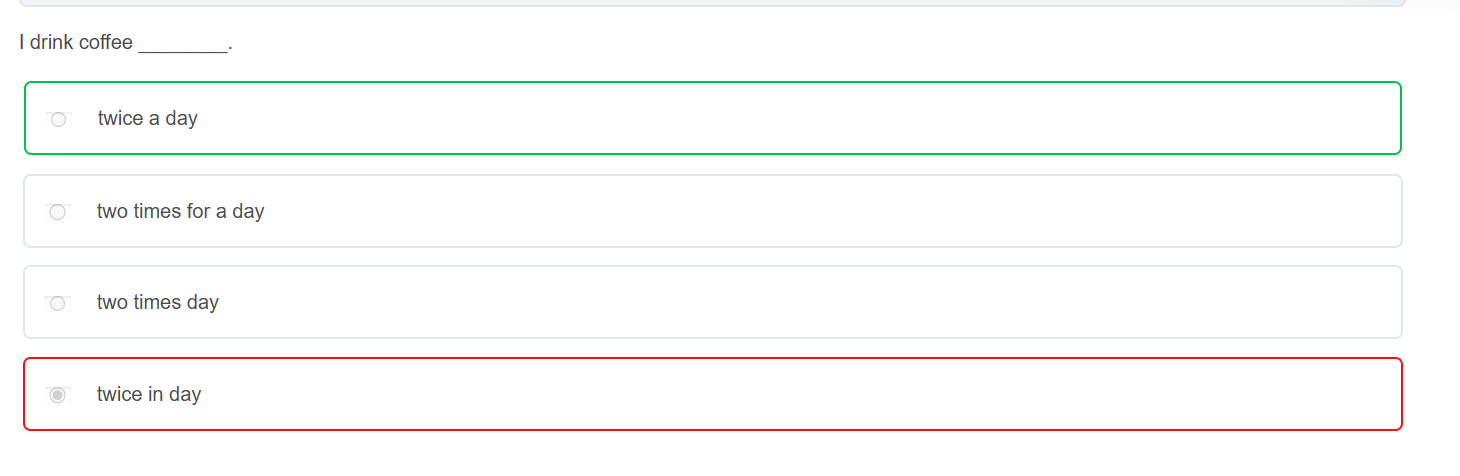 I drink coffee ________.
twice a day
two times for a day
two times day
twice in day